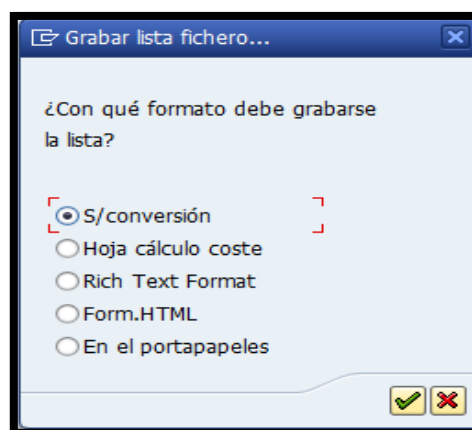 Grabar lista fichero...
¿Con qué formato debe grabarse
la lista?
S/conversión
Hoja cálculo coste
Rich Text Format
Form.HTML
En el portapapeles